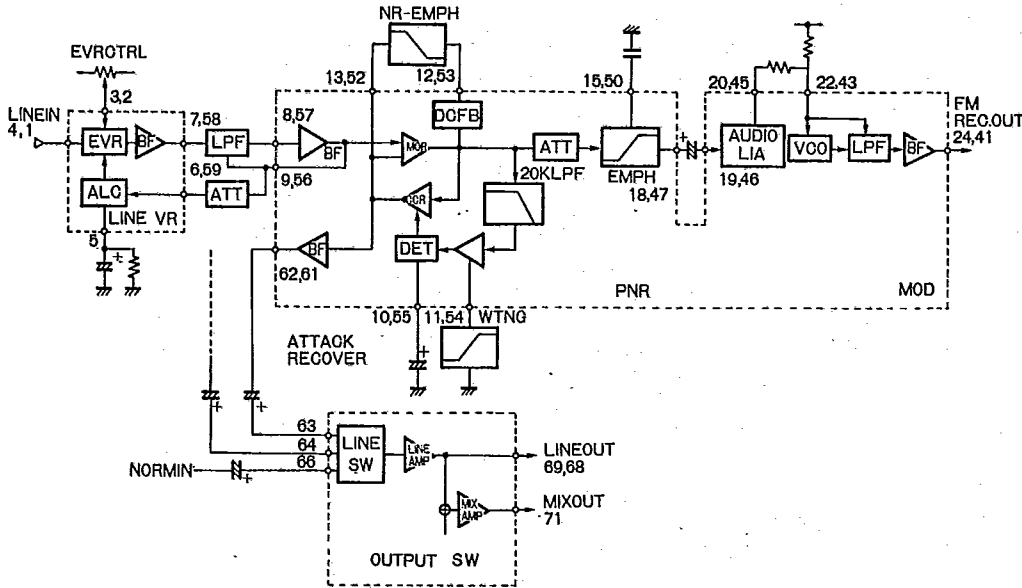 NR-EMPH
EVROTRL
3,2
LINEIN
4,1
EVR
BF
7,58
LPF
6,59
ALC
ATT
LINE VR
5
13,52
12,53
8,57
BF
9,56
MOR
DCFB
CCR
DET
BF
62,61
ATT
20KLPF
15,50
EMPH
18,47
20,45
22,43
AUDIO
LIA
19,46
VCO
LPF
BF
FM
REC.OUT
24,41
PNR
MOD
10,55
11,54
WTNG
ATTACK
RECOVER
63
64
66
NORMIN
LINE
SW
LINE
AMP
LINEOUT
69,68
MIX
AMP
MIXOUT
71
OUTPUT SW